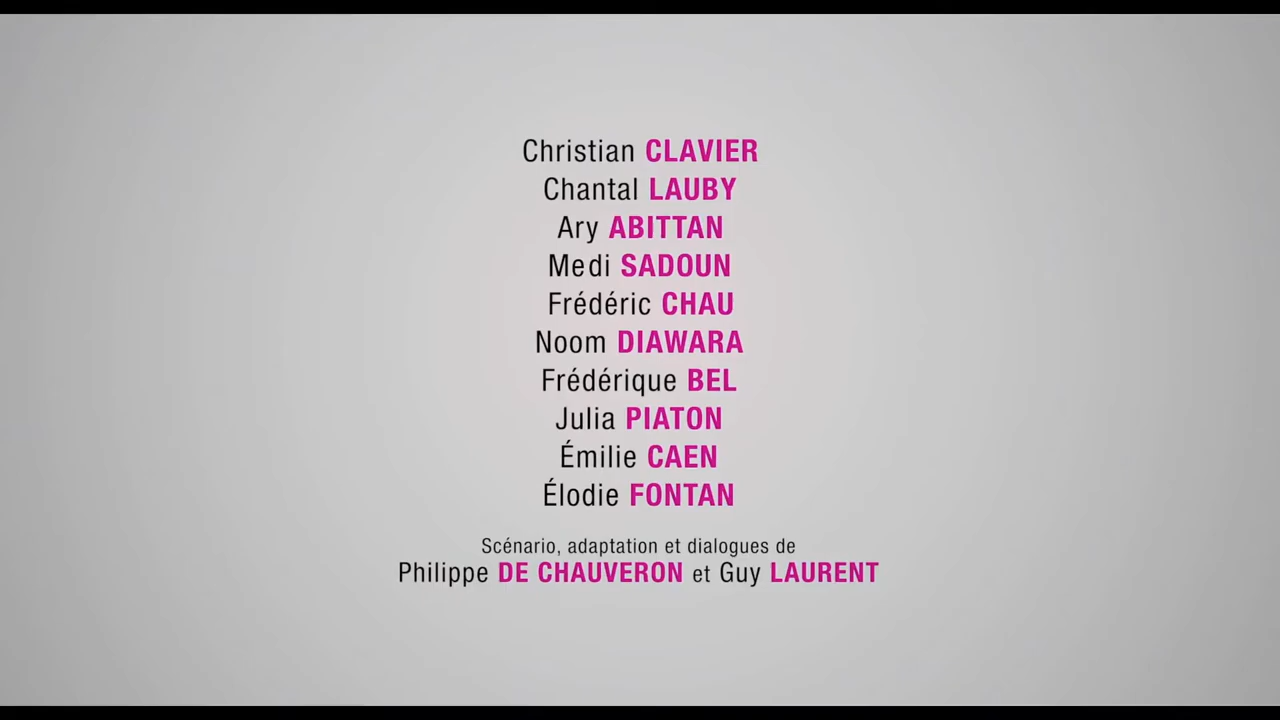 Christian CLAVIER
Chantal LAUBY
Ary ABITTAN
Medi SADOUN
Frédéric CHAU
Noom DIAWARA
Frédérique BEL
Julia PIATON
Émilie CAEN
Élodie FONTAN
Scénario, adaptation et dialogues de
Philippe DE CHAUVERON et Guy LAURENT